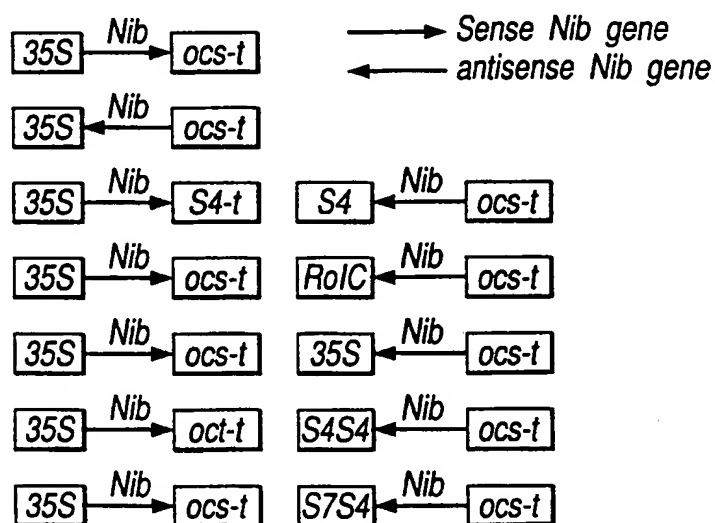 Nib
35S ocs-t
Sense Nib gene
antisense Nib gene
Nib
35S ocs-t
Nib Nib
35S S4-t S4 ocs-t
Nib Nib
35S ocs-t RolC ocs-t
Nib Nib
35S ocs-t 35S ocs-t
Nib Nib
35S oct-t S4S4 ocs-t
Nib Nib
35S ocs-t S7S4 ocs-t